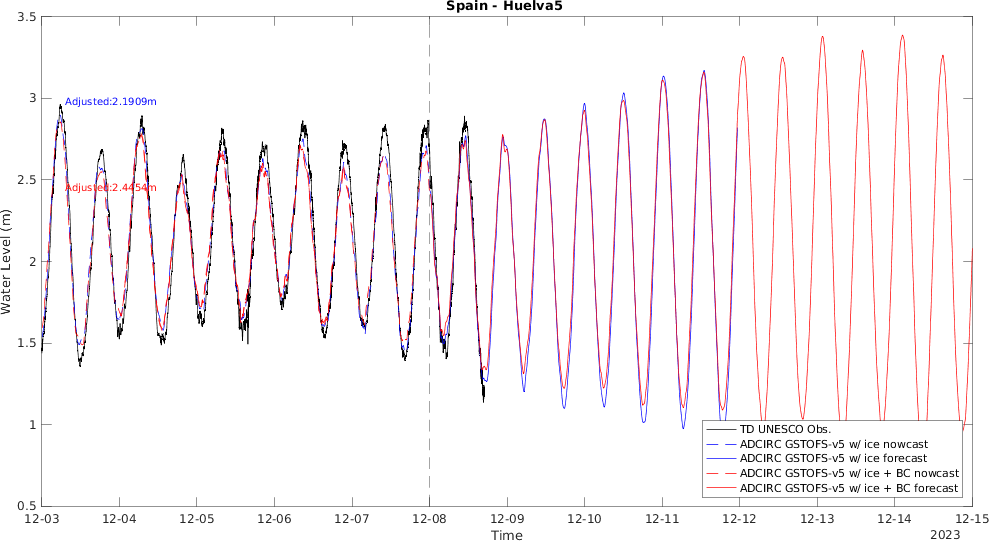 Spain - Huelva5
3.5
3
2.5
2
1.5
1
0.5
Water Level (m)
Adjusted:2.1909m
Adjusted:2.4454m
TD UNESCO Obs.
ADCIRC GSTOFS-v5 w/ ice nowcast
ADCIRC GSTOFS-v5 w/ ice forecast
ADCIRC GSTOFS-v5 w/ ice + BC nowcast
ADCIRC GSTOFS-v5 w/ ice + BC forecast
12-03 12-04 12-05 12-06 12-07 12-08 12-09 12-10 12-11 12-12 12-13 12-14 12-15
Time
2023